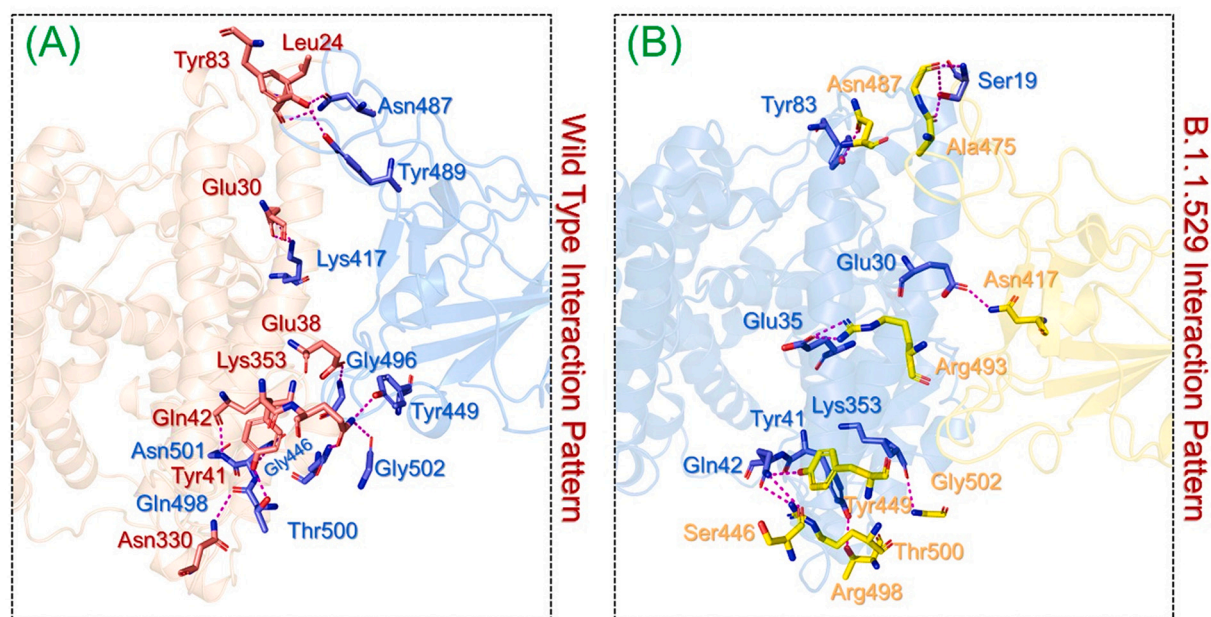 (A)
Leu24
Tyr83
Asn487
Tyr489
Glu30
Lys417
Glu38
Lys353
Gly496
Gln42
Tyr449
Asn501
Gly446
Tyr41
Gly502
Gln498
Thr500
Asn330
Wild Type Interaction Pattern
(B)
Asn487
Ser19
Tyr83
Ala475
Glu30
Asn417
Glu35
Arg493
Tyr41
Lys353
Gln42
Gly502
Tyr449
Ser446
Thr500
Arg498
B.1.1.529 Interaction Pattern